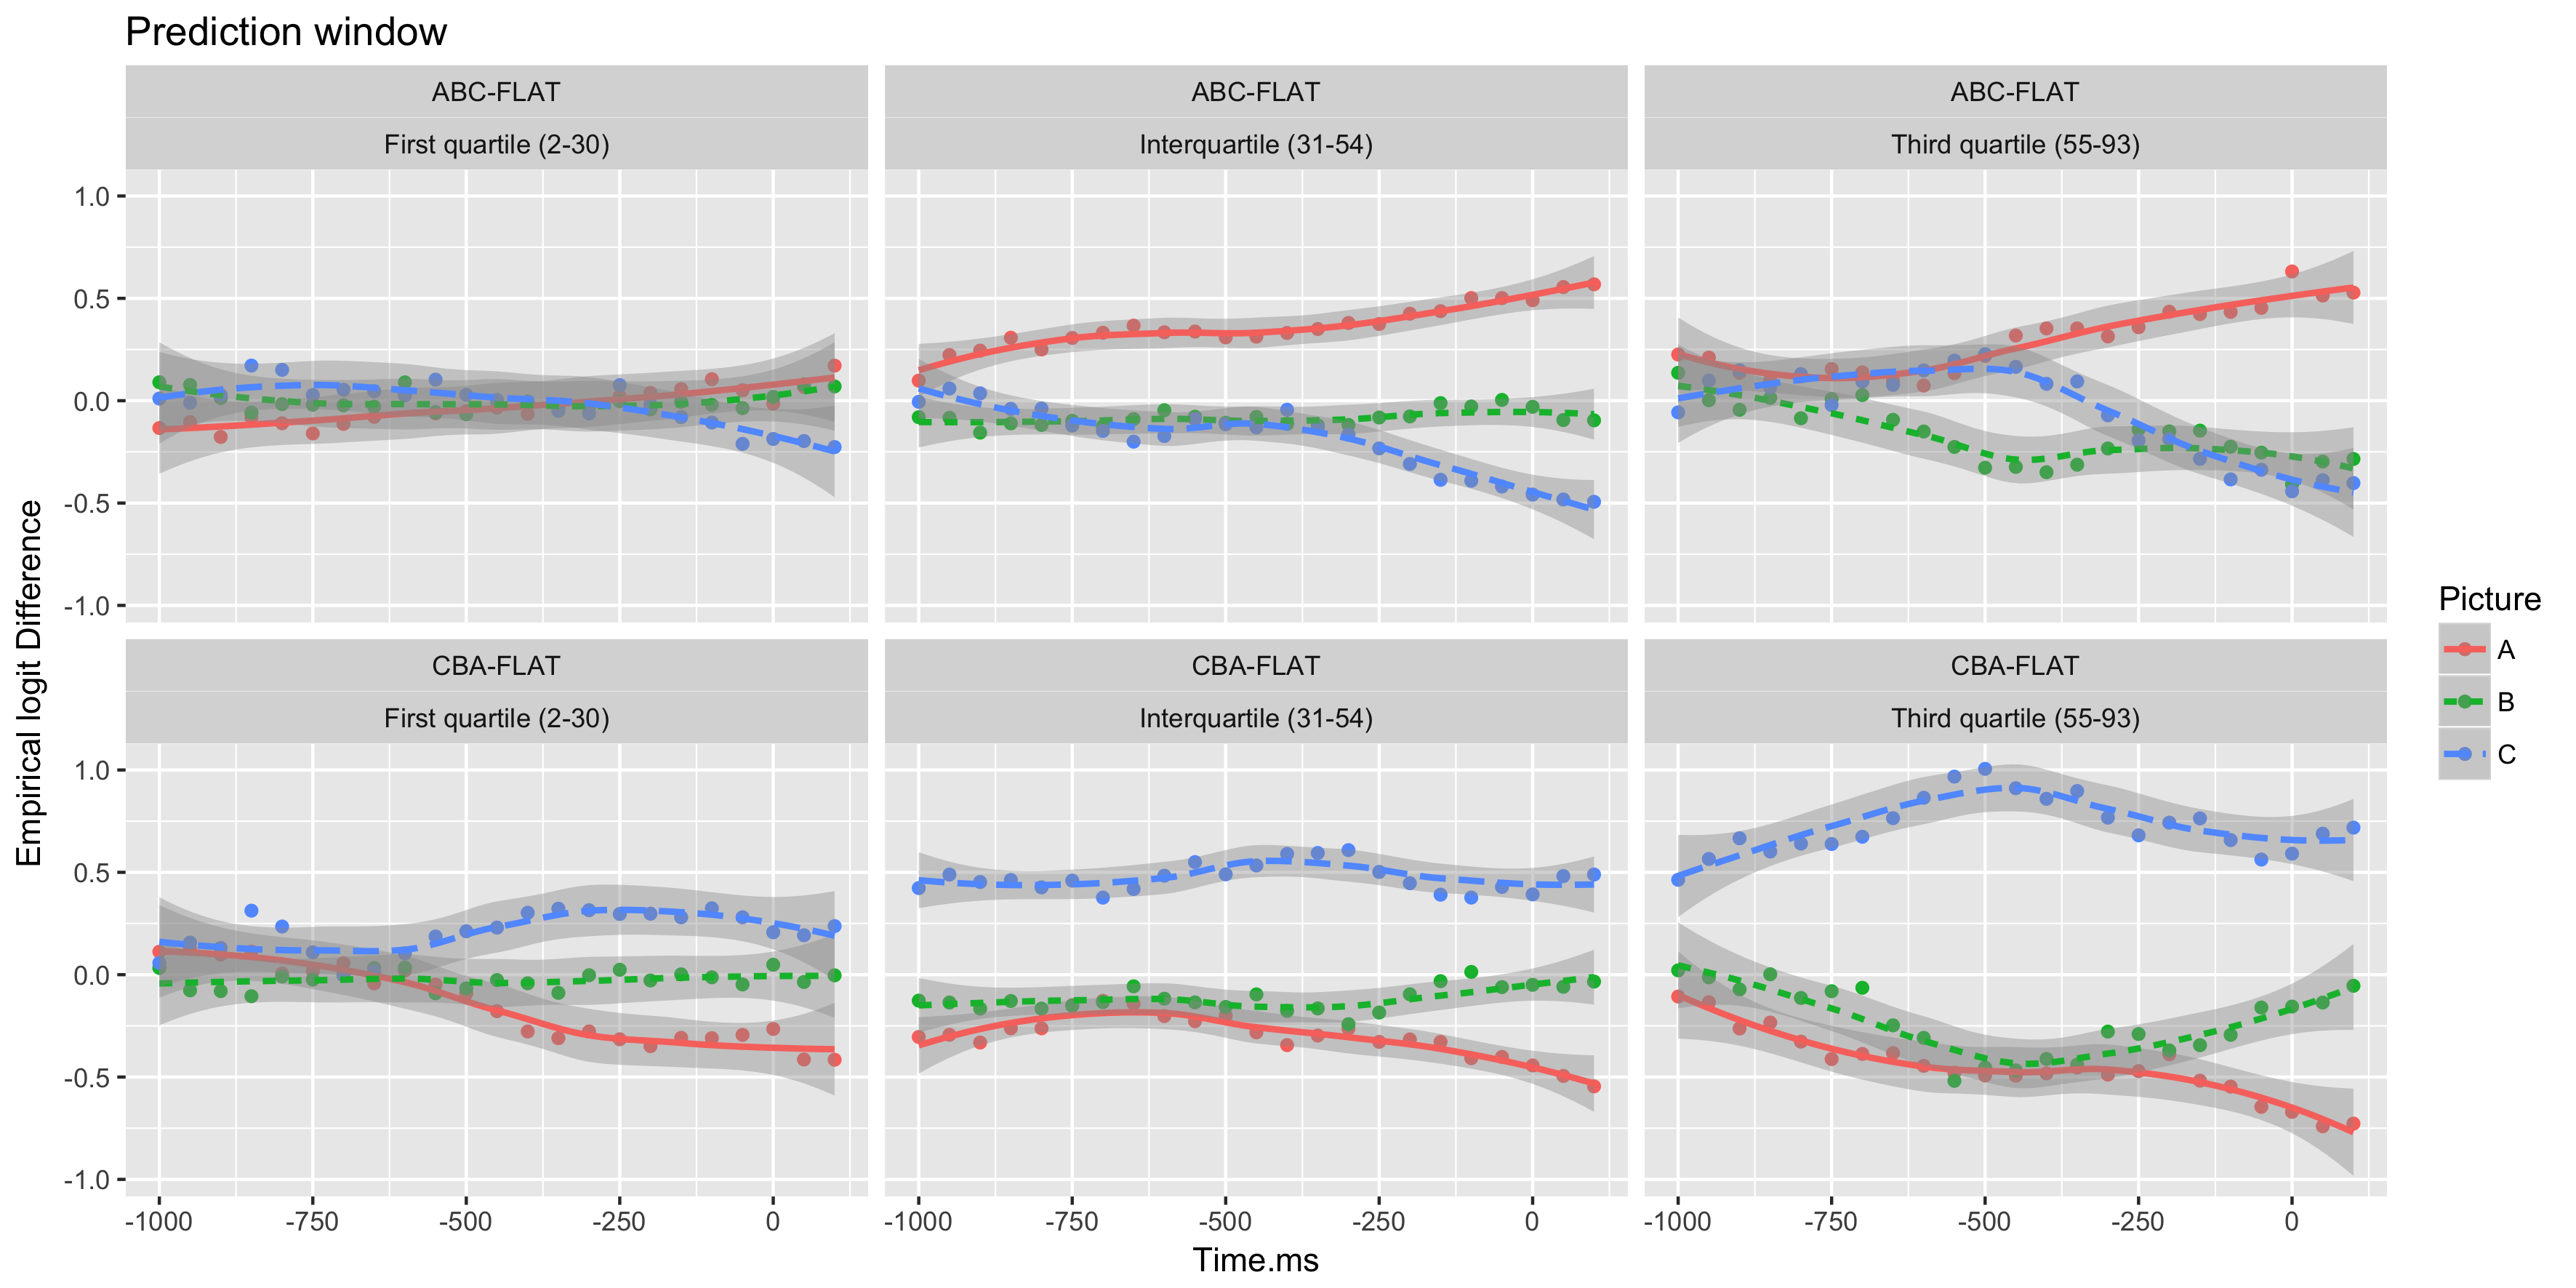 Prediction window
ABC-FLAT
First quartile (2-30)
ABC-FLAT
Interquartile (31-54)
ABC-FLAT
Third quartile (55-93)
1.0
0.5
0.0
-0.5
-1.0
CBA-FLAT
First quartile (2-30)
CBA-FLAT
Interquartile (31-54)
CBA-FLAT
Third quartile (55-93)
1.0
0.5
0.0
-0.5
-1.0
Empirical logit Difference
-1000 -750 -500 -250 0
-1000 -750 -500 -250 0
-1000 -750 -500 -250 0
Time.ms
Picture
A
B
C